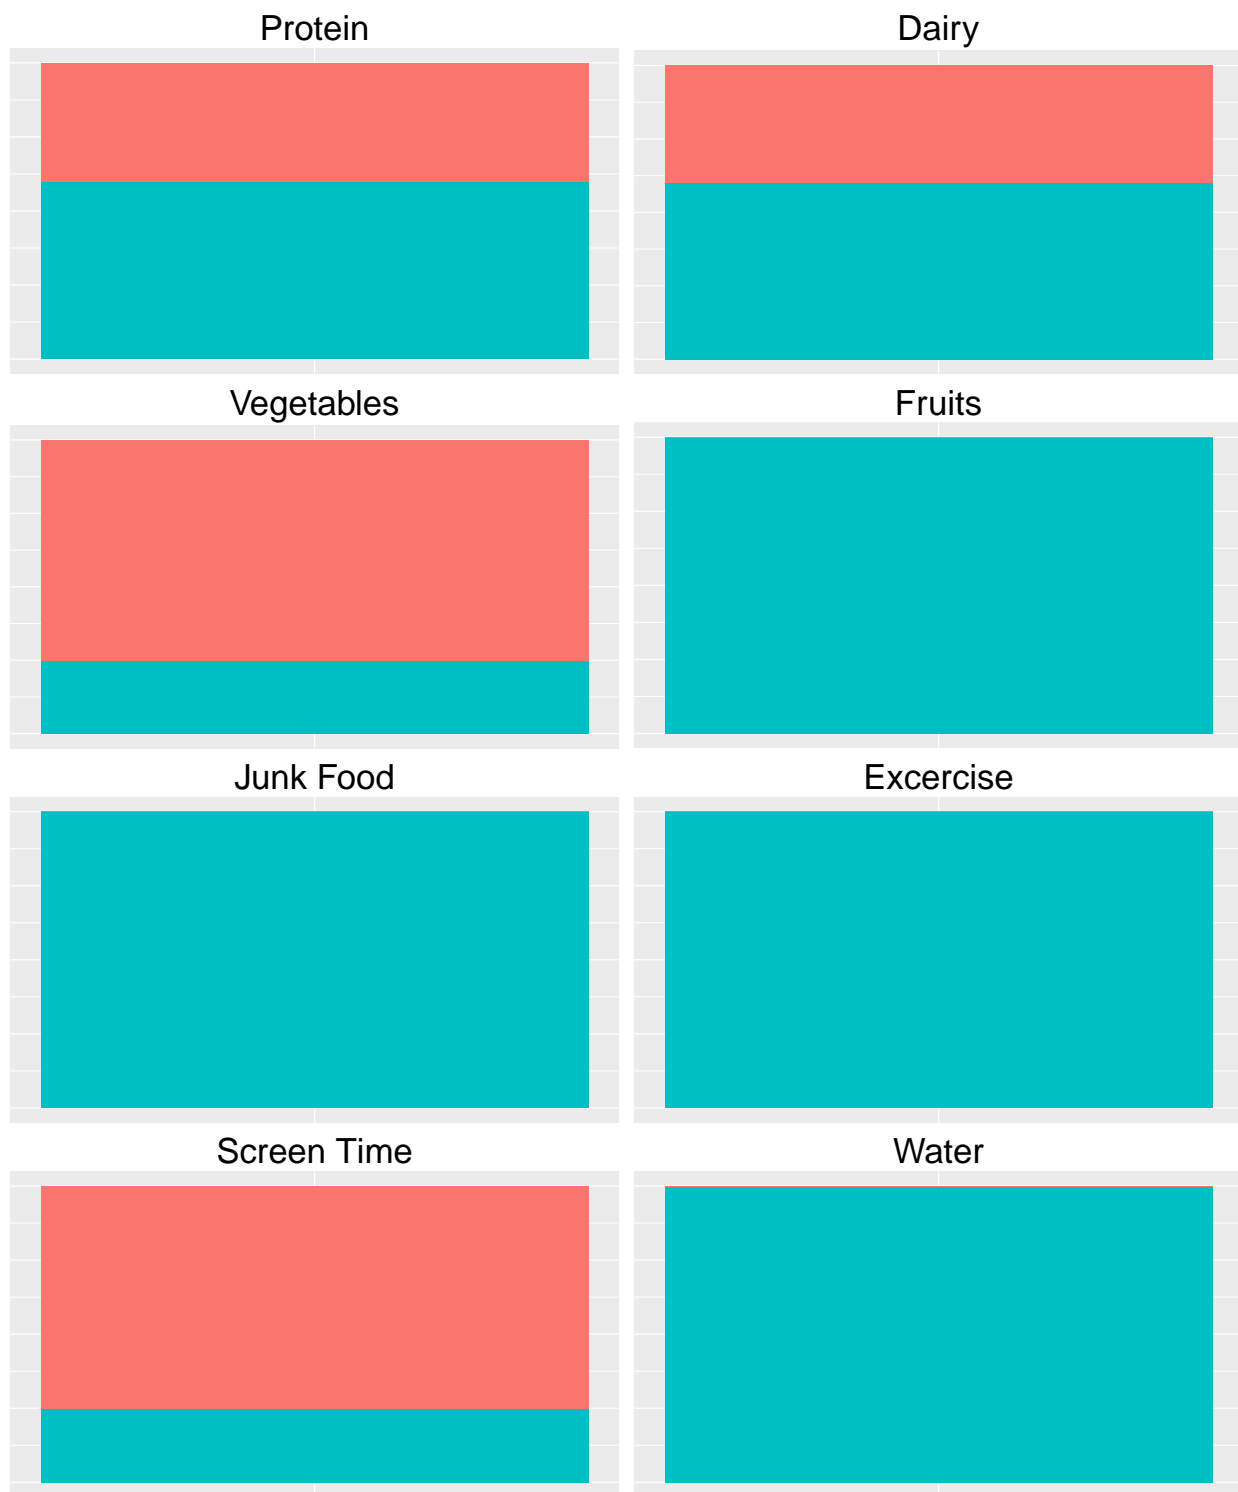 Protein
Dairy
Vegetables
Fruits
Junk Food
Excercise
Screen Time
Water